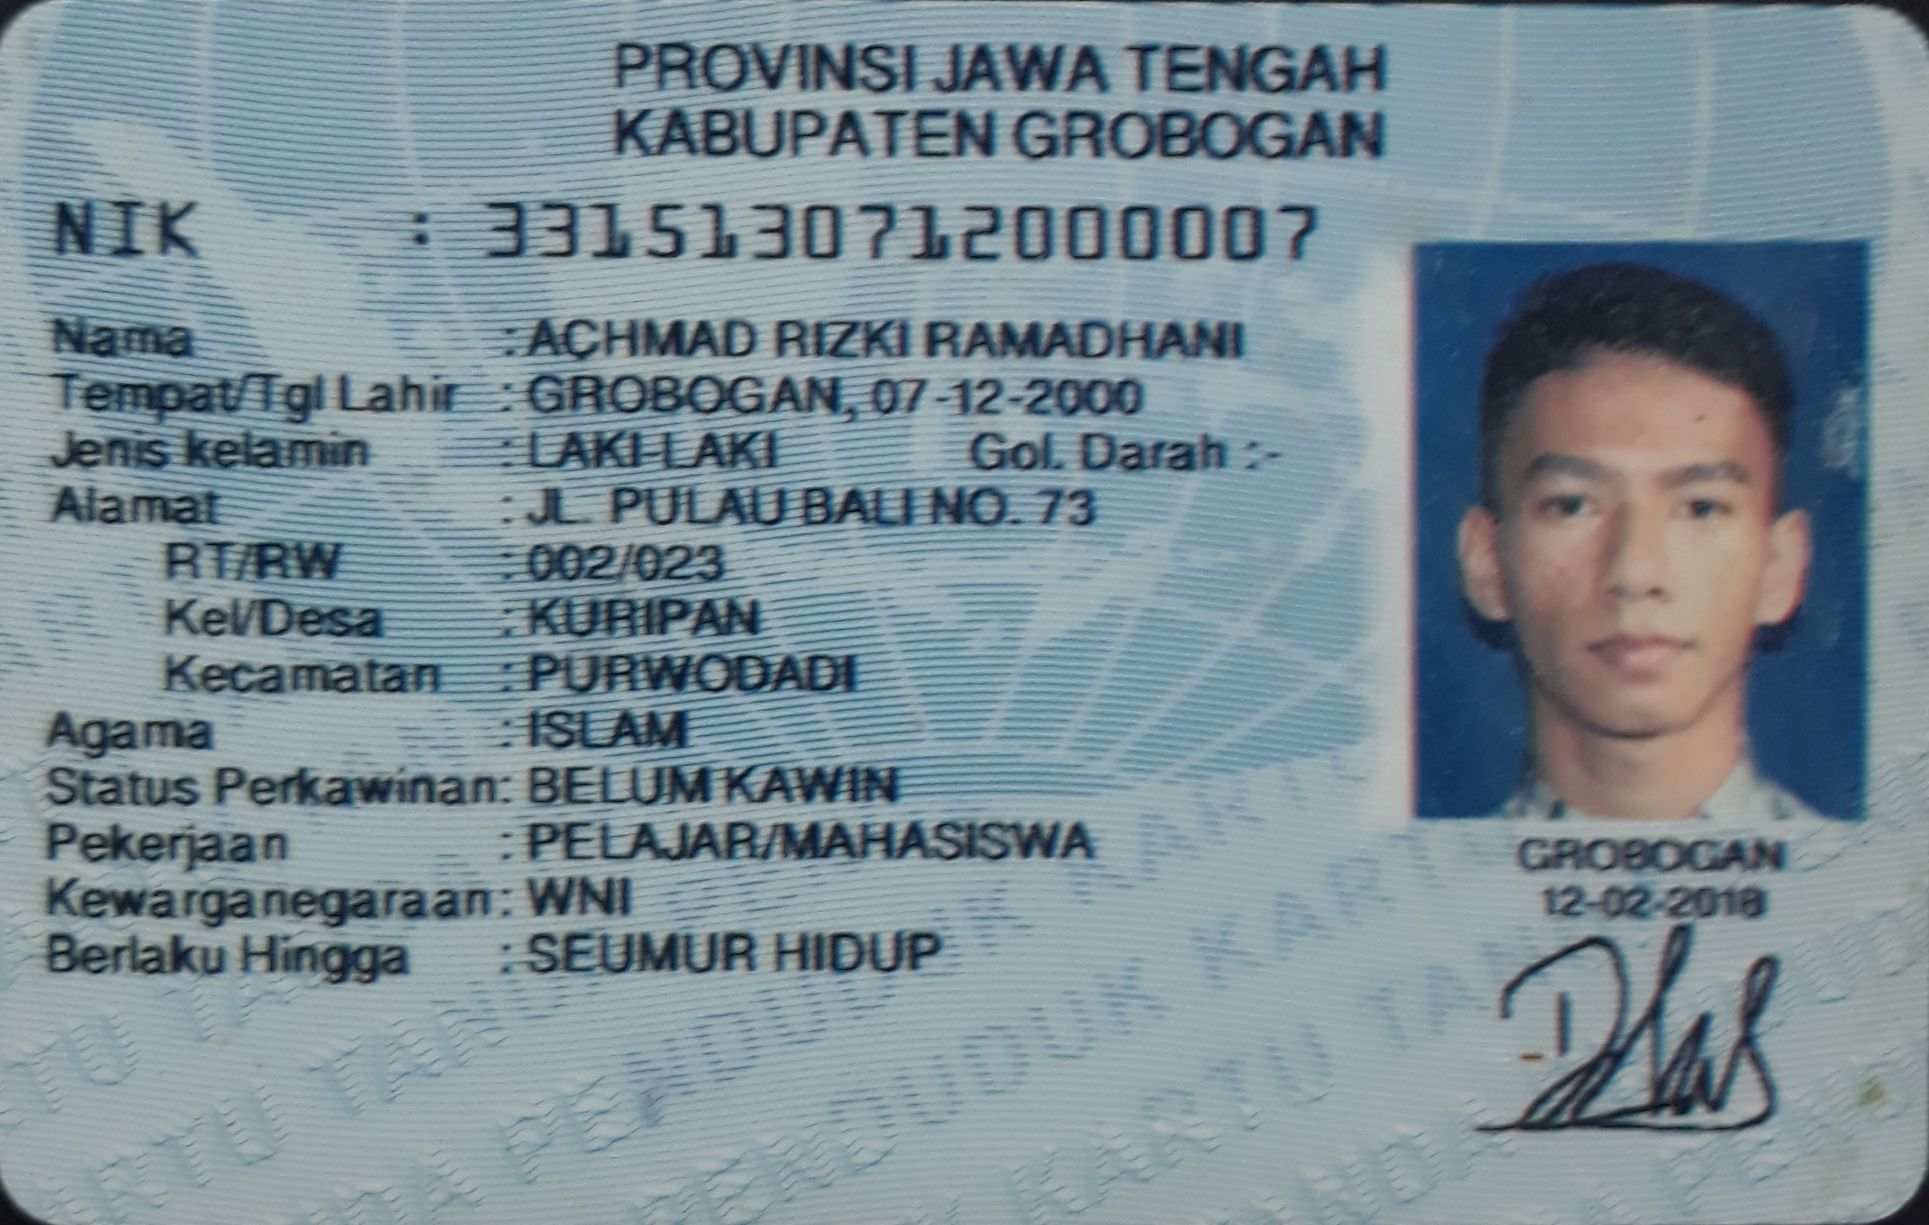 PROVINSI JAWA TENGAH
KABUPATEN GROBOGAN
NIK : 3315130712000007
Nama : ACHMAD RIZKI RAMADHANI
Tempat/Tgl Lahir : GROBOGAN, 07-12-2000
Jenis kelamin : LAKI-LAKI Gol. Darah :-
Alamat : JL. PULAU BALI NO. 73
RT/RW : 002/023
Kel/Desa : KURIPAN
Kecamatan : PURWODADI
Agama : ISLAM
Status Perkawinan: BELUM KAWIN
Pekerjaan : PELAJAR/MAHASISWA
Kewarganegaraan: WNI
Berlaku Hingga : SEUMUR HIDUP
GROBOGAN
12-02-2018